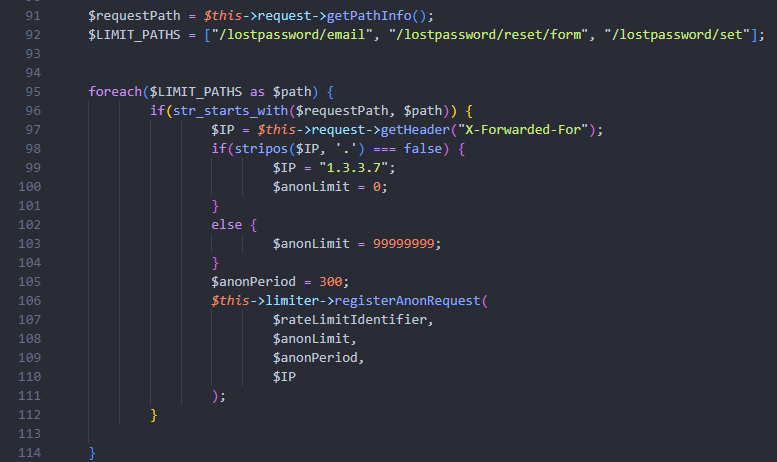 91 $requestPath = $this->request->getPathInfo();
92 $LIMIT_PATHS = ["/lostpassword/email", "/lostpassword/reset/form", "/lostpassword/set"];
93
94
95 foreach($LIMIT_PATHS as $path) {
96 if(str_starts_with($requestPath, $path)) {
97 $IP = $this->request->getHeader("X-Forwarded-For");
98 if(stripos($IP, '.') === false) {
99 $IP = "1.3.3.7";
100 $anonLimit = 0;
101 }
102 else {
103 $anonLimit = 99999999;
104 }
105 $anonPeriod = 300;
106 $this->limiter->registerAnonRequest(
107 $rateLimitIdentifier,
108 $anonLimit,
109 $anonPeriod,
110 $IP
111 );
112 }
113
114 }